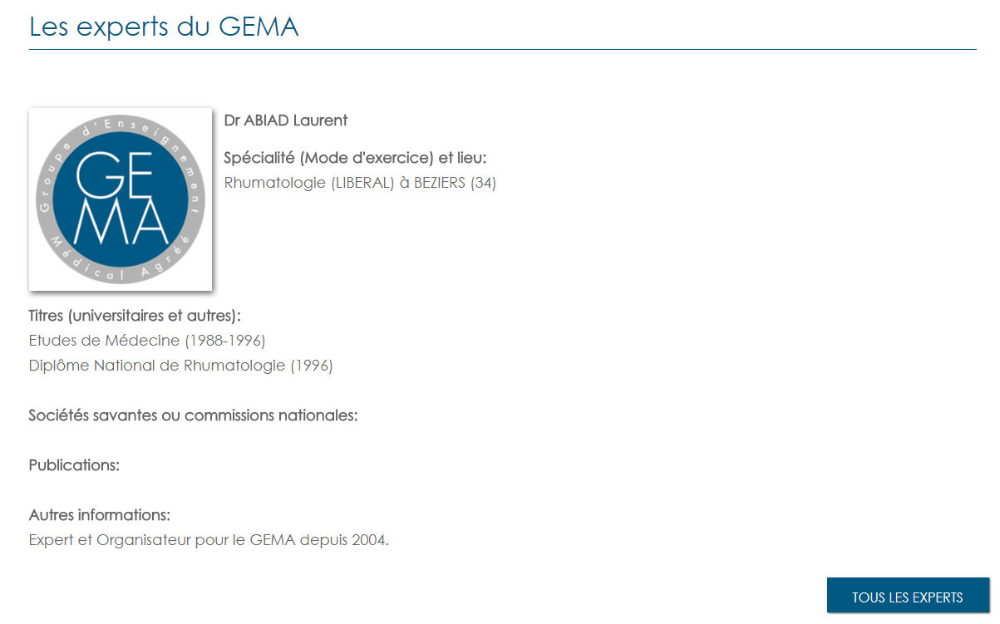 Les experts du GEMA
Groupe d'Enseignement
GE
MA
Médical Agréé
Dr ABIAD Laurent
Spécialité (Mode d'exercice) et lieu:
Rhumatologie (LIBERAL) à BEZIERS (34)
Titres (universitaires et autres):
Etudes de Médecine (1988-1996)
Diplôme National de Rhumatologie (1996)
Sociétés savantes ou commissions nationales:
Publications:
Autres informations:
Expert et Organisateur pour le GEMA depuis 2004.
TOUS LES EXPERTS